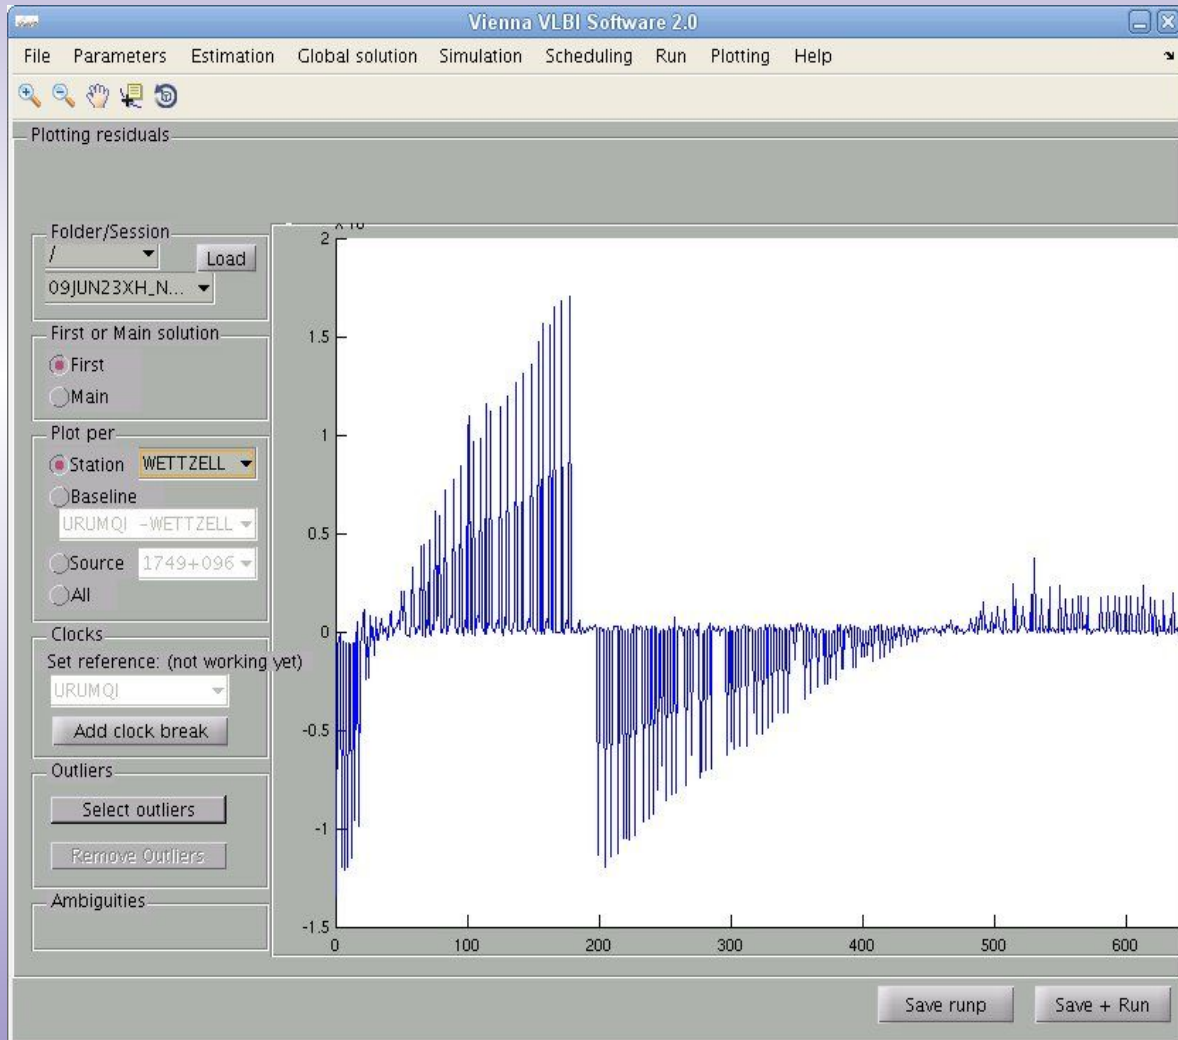 Vienna VLBI Software 2.0
File Parameters Estimation Global solution Simulation Scheduling Run Plotting Help
Plotting residuals
Folder/Session
/
Load
09JUN23XH_N...
First or Main solution
First
Main
Plot per
Station WETTZELL
Baseline
URUMQI -WETTZELL
Source 1749+096
All
Clocks
Set reference: (not working yet)
URUMQI
Add clock break
Outliers
Select outliers
Remove Outliers
Ambiguities
2
1.5
1
0.5
0
-0.5
-1
-1.5
0 100 200 300 400 500 600
Save runp Save + Run